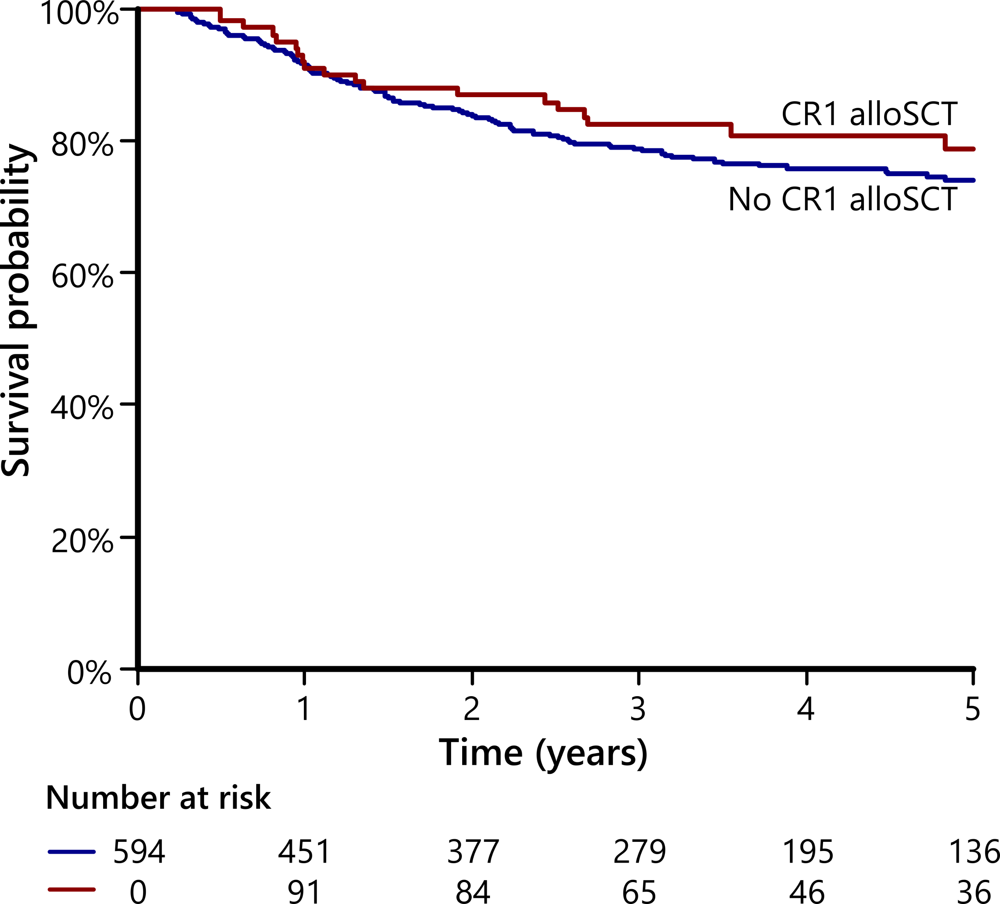 100%
80%
60%
40%
20%
0%
Survival probability
CR1 alloSCT
No CR1 alloSCT
0 1 2 3 4 5
Time (years)
Number at risk
594 451 377 279 195 136
0 91 84 65 46 36